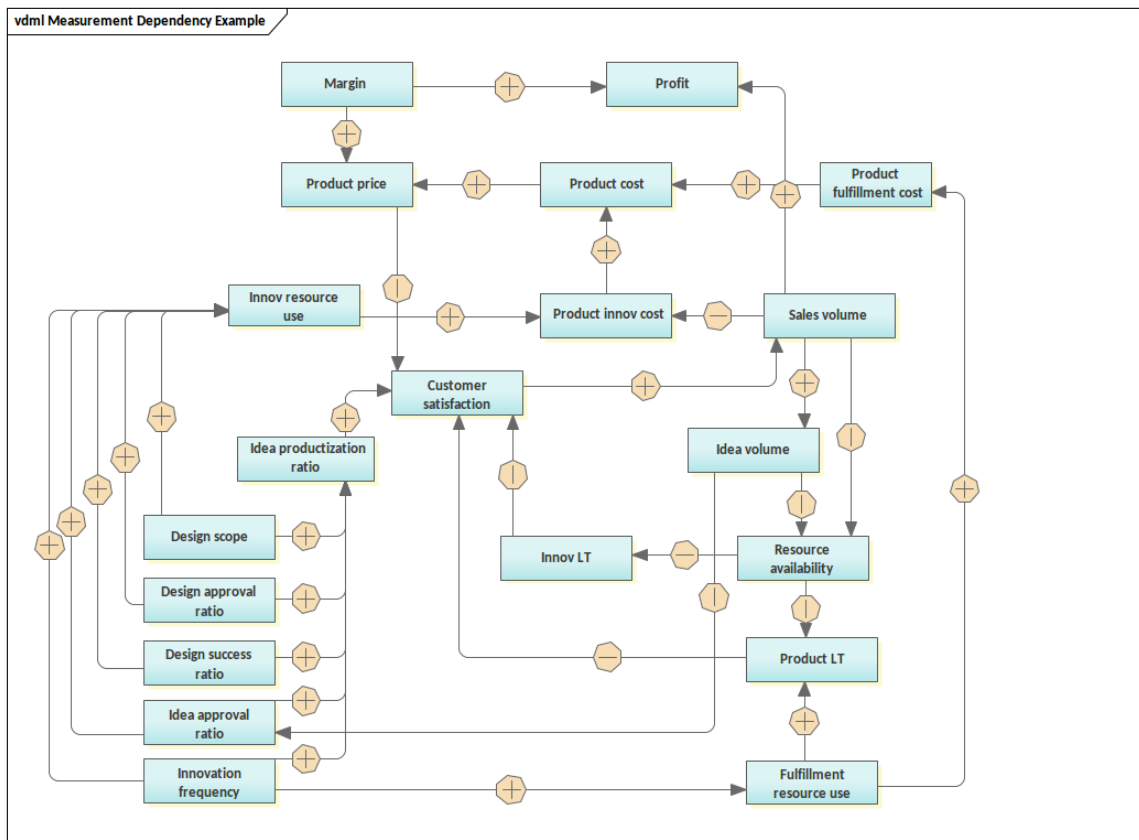 vdml Measurement Dependency Example
Margin
Profit
Product price
Product cost
Product
fulfillment cost
Innov resource
use
Product innov cost
Sales volume
Customer
satisfaction
Idea productization
ratio
Idea volume
Design scope
Innov LT
Resource
availability
Design approval
ratio
Design success
ratio
Product LT
Idea approval
ratio
Innovation
frequency
Fulfillment
resource use